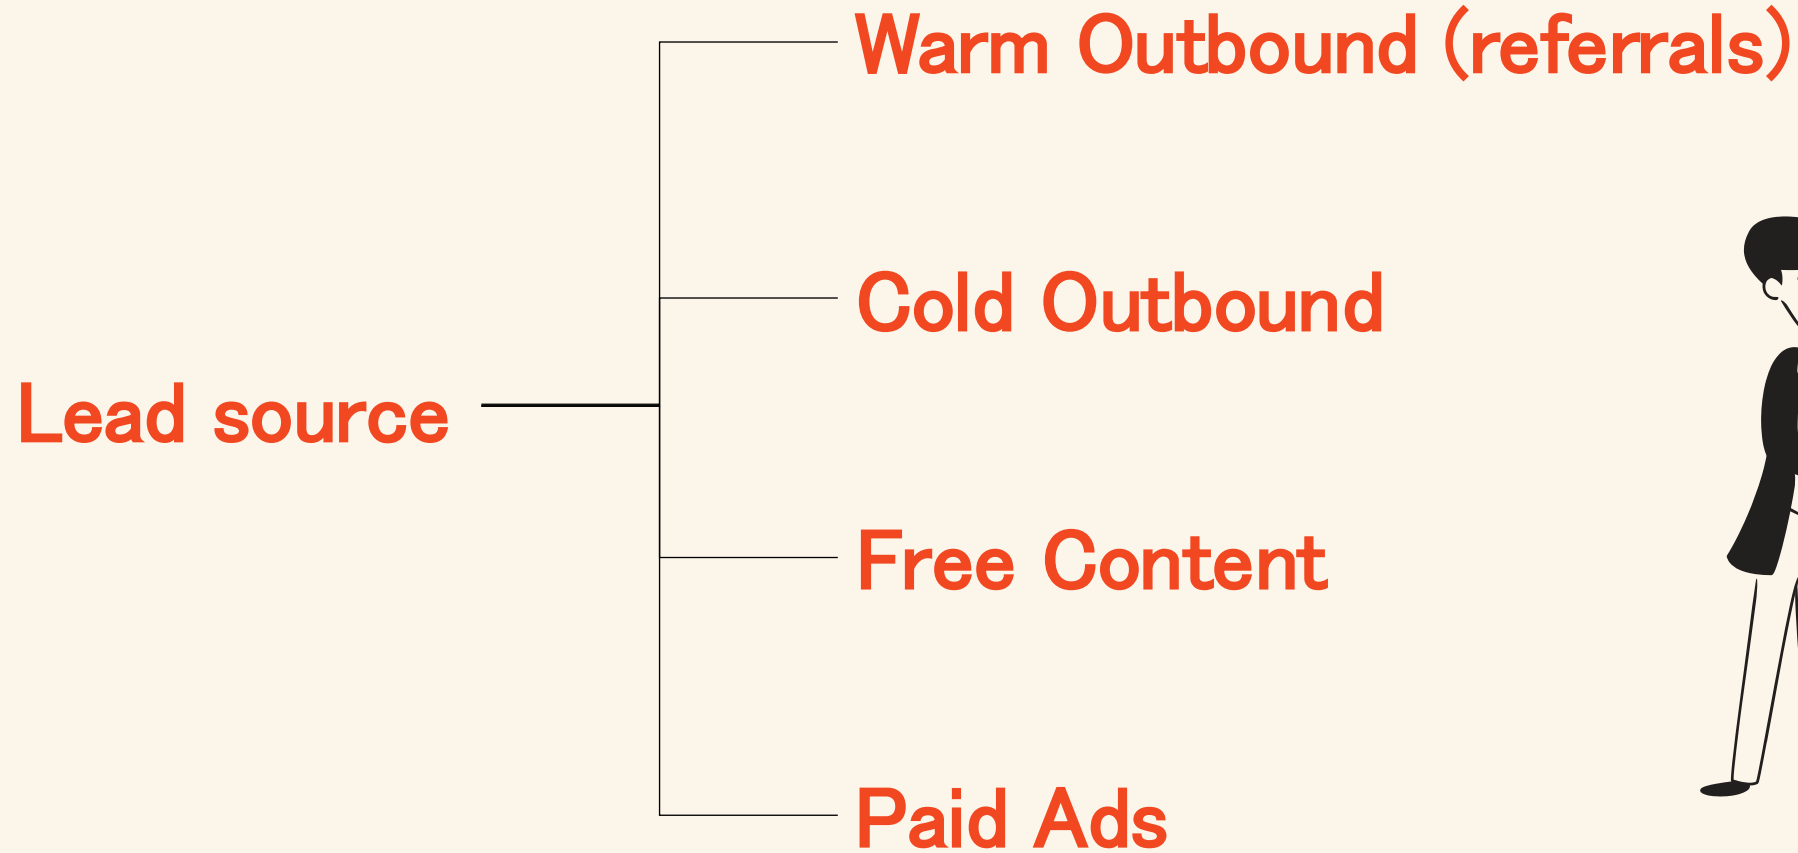 Warm Outbound (referrals)
Cold Outbound
Lead source
Free Content
Paid Ads